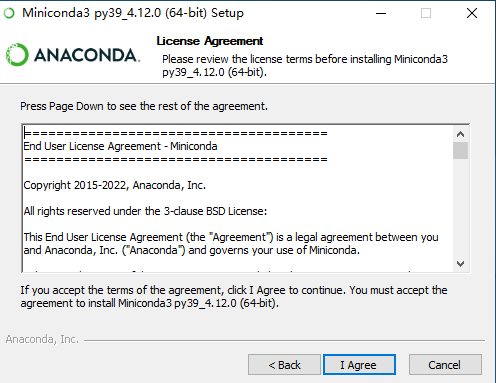 Miniconda3 py39_4.12.0 (64-bit) Setup
ANACONDA.
License Agreement
Please review the license terms before installing Miniconda3
py39_4.12.0 (64-bit).
Press Page Down to see the rest of the agreement.
======================================
End User License Agreement - Miniconda
======================================
Copyright 2015-2022, Anaconda, Inc.
All rights reserved under the 3-clause BSD License:
This End User License Agreement (the "Agreement") is a legal agreement between you
and Anaconda, Inc. ("Anaconda") and governs your use of Miniconda.
If you accept the terms of the agreement, click I Agree to continue. You must accept the
agreement to install Miniconda3 py39_4.12.0 (64-bit).
Anaconda, Inc.
< Back
I Agree
Cancel